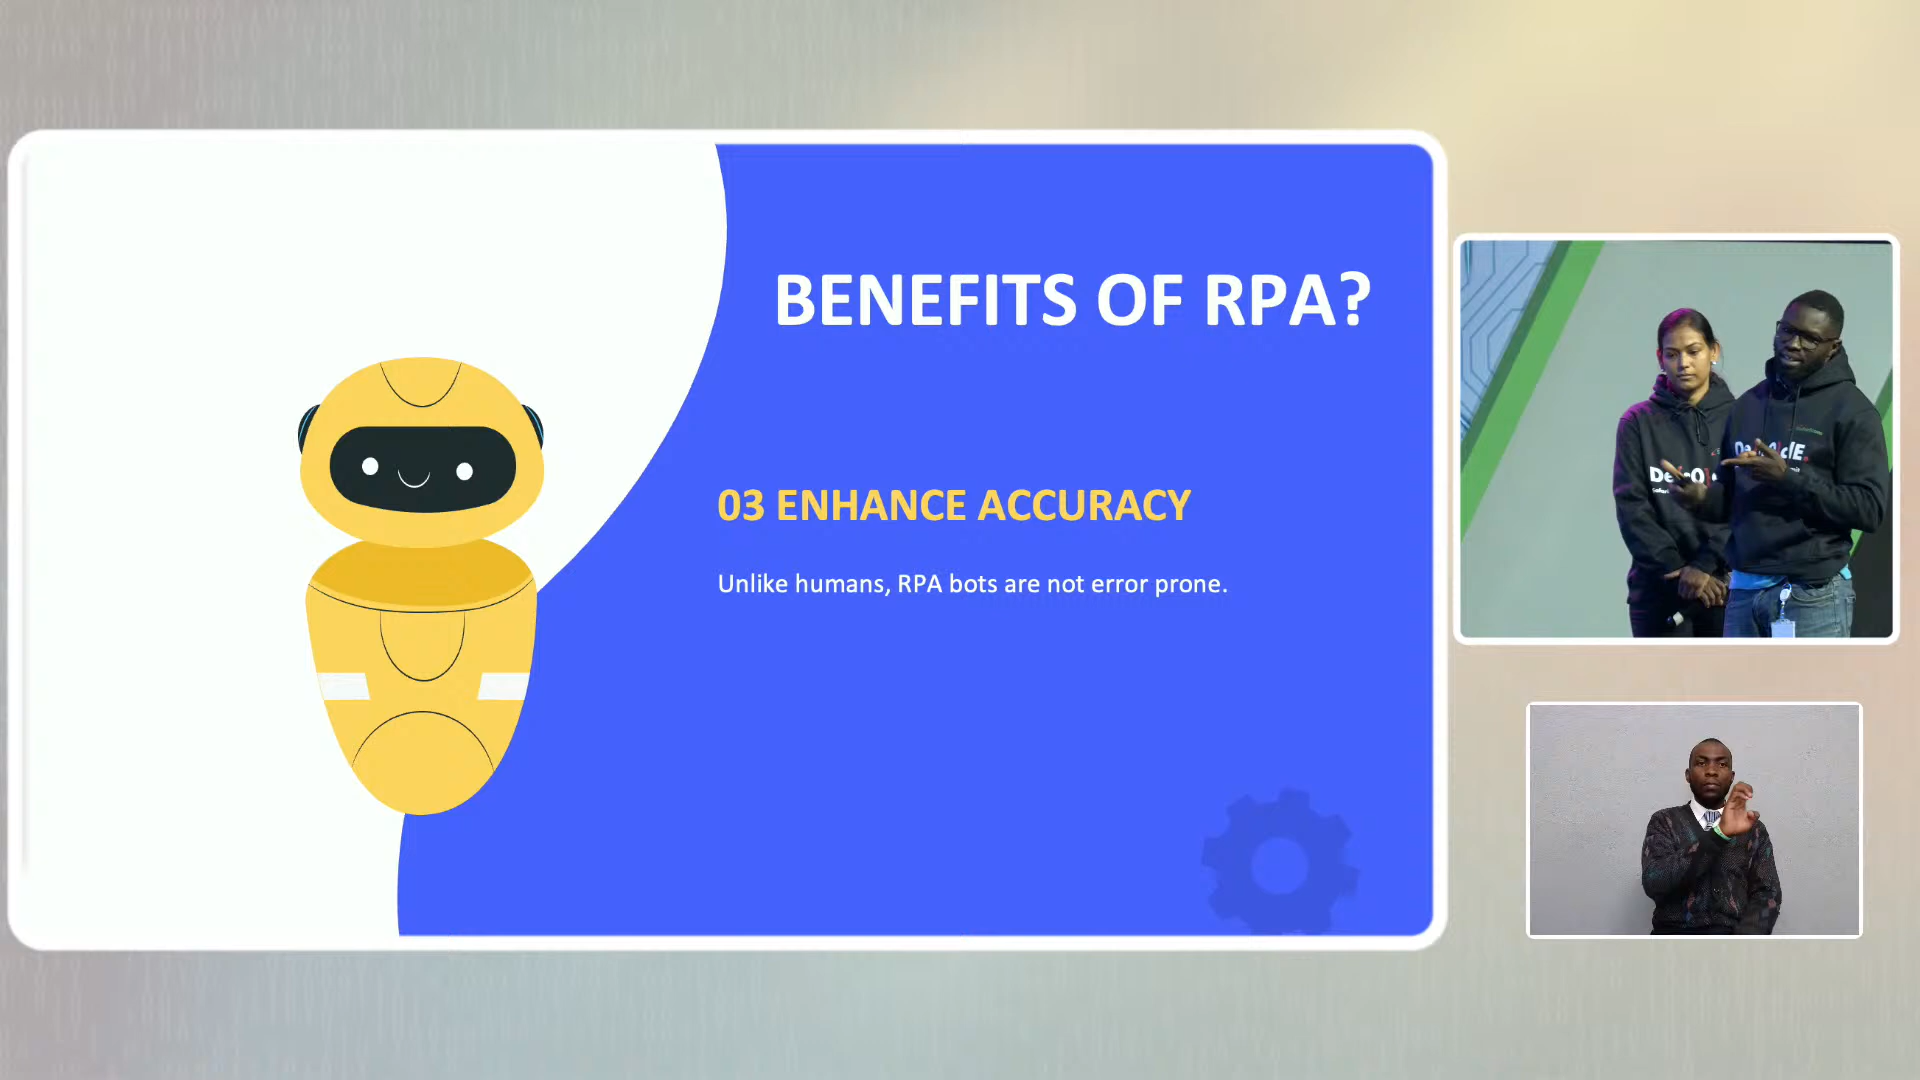 BENEFITS OF RPA?
03 ENHANCE ACCURACY
Unlike humans, RPA bots are not error prone.